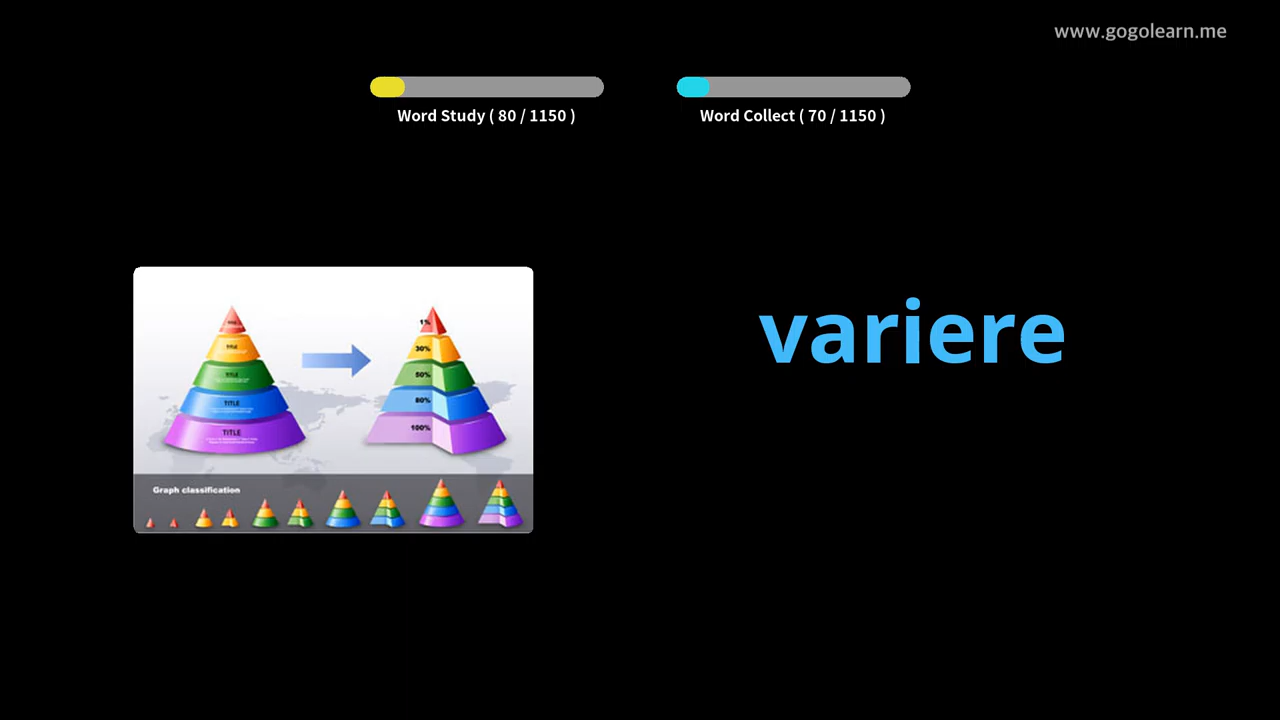 www.gogolearn.me
Word Study ( 80 / 1150 )
Word Collect ( 70 / 1150 )
variere
TITLE
TITLE
TITLE
TITLE
1%
30%
50%
80%
100%
Graph classification